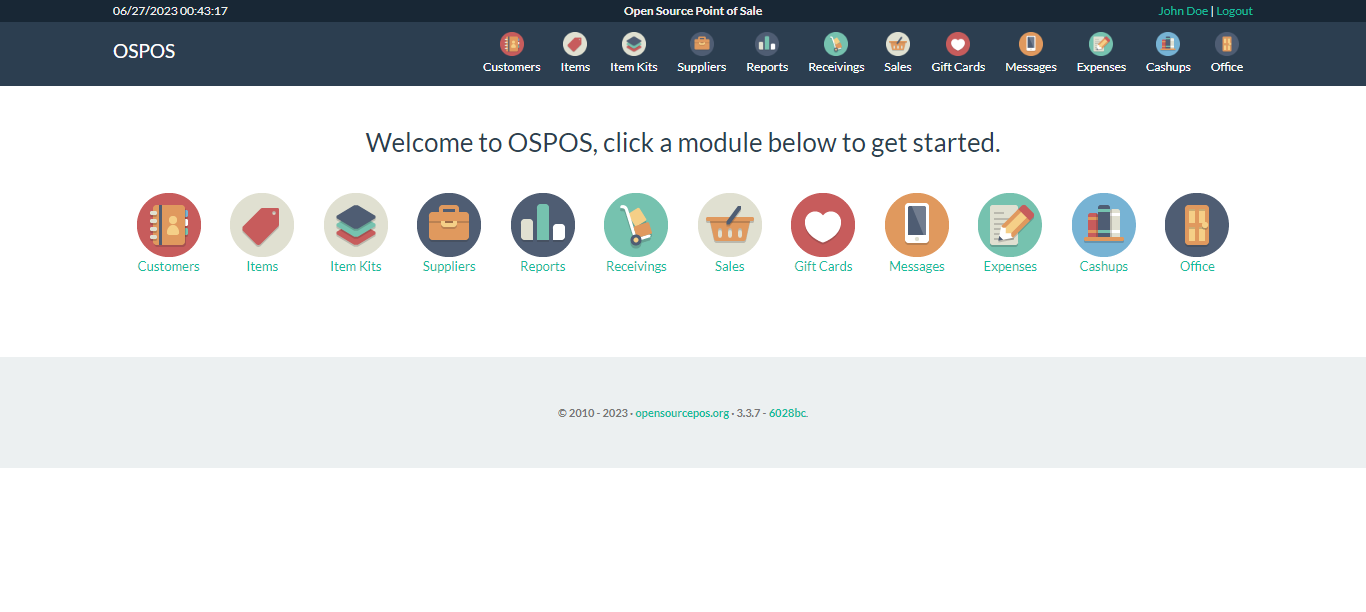 06/27/2023 00:43:17 Open Source Point of Sale John Doe | Logout
OSPOS
Customers Items Item Kits Suppliers Reports Receivings Sales Gift Cards Messages Expenses Cashups Office
Welcome to OSPOS, click a module below to get started.
Customers Items Item Kits Suppliers Reports Receivings Sales Gift Cards Messages Expenses Cashups Office
© 2010 - 2023 · opensourcepos.org · 3.3.7 - 6028bc.